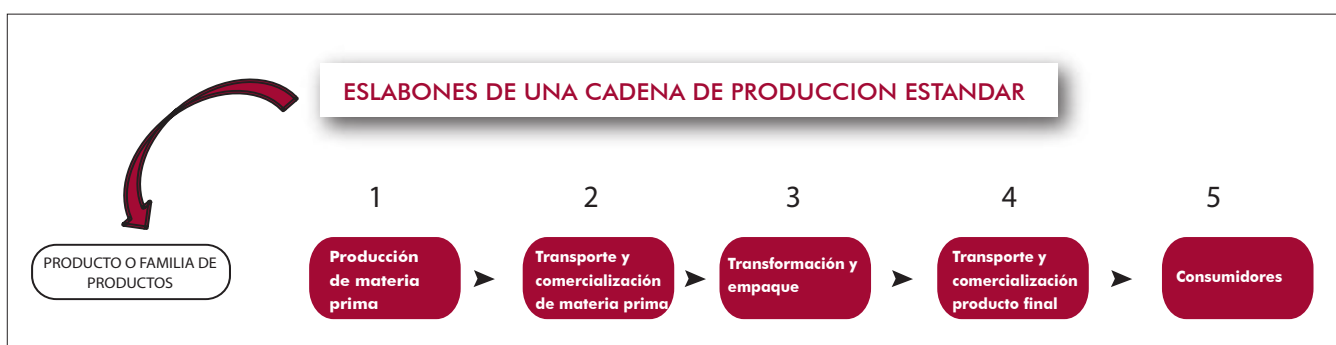 ESLABONES DE UNA CADENA DE PRODUCCION ESTANDAR
1
2
3
4
5
PRODUCTO O FAMILIA DE
PRODUCTOS
Producción
de materia
prima
Transporte y
comercialización
de materia prima
Transformación y
empaque
Transporte y
comercialización
producto final
Consumidores